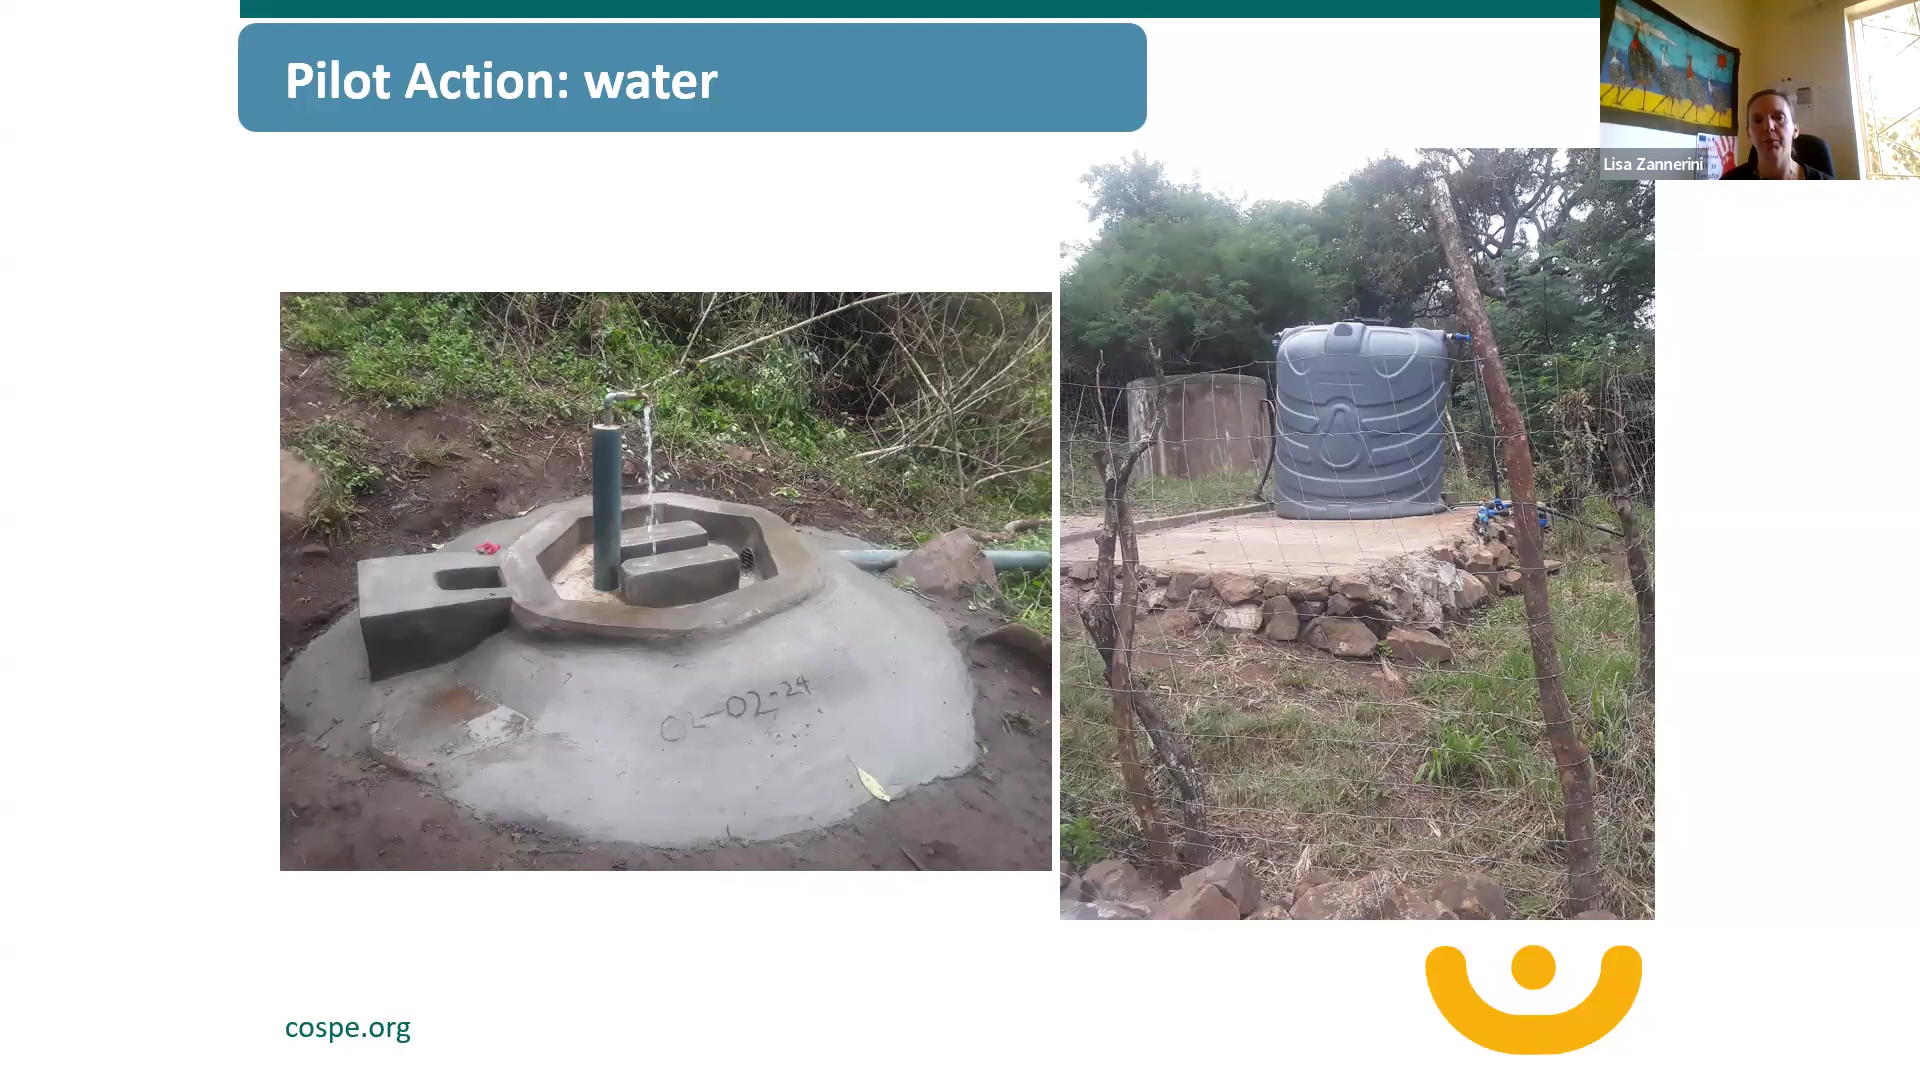 Pilot Action: water
Lisa Zannerini
02-02-24
cospe.org